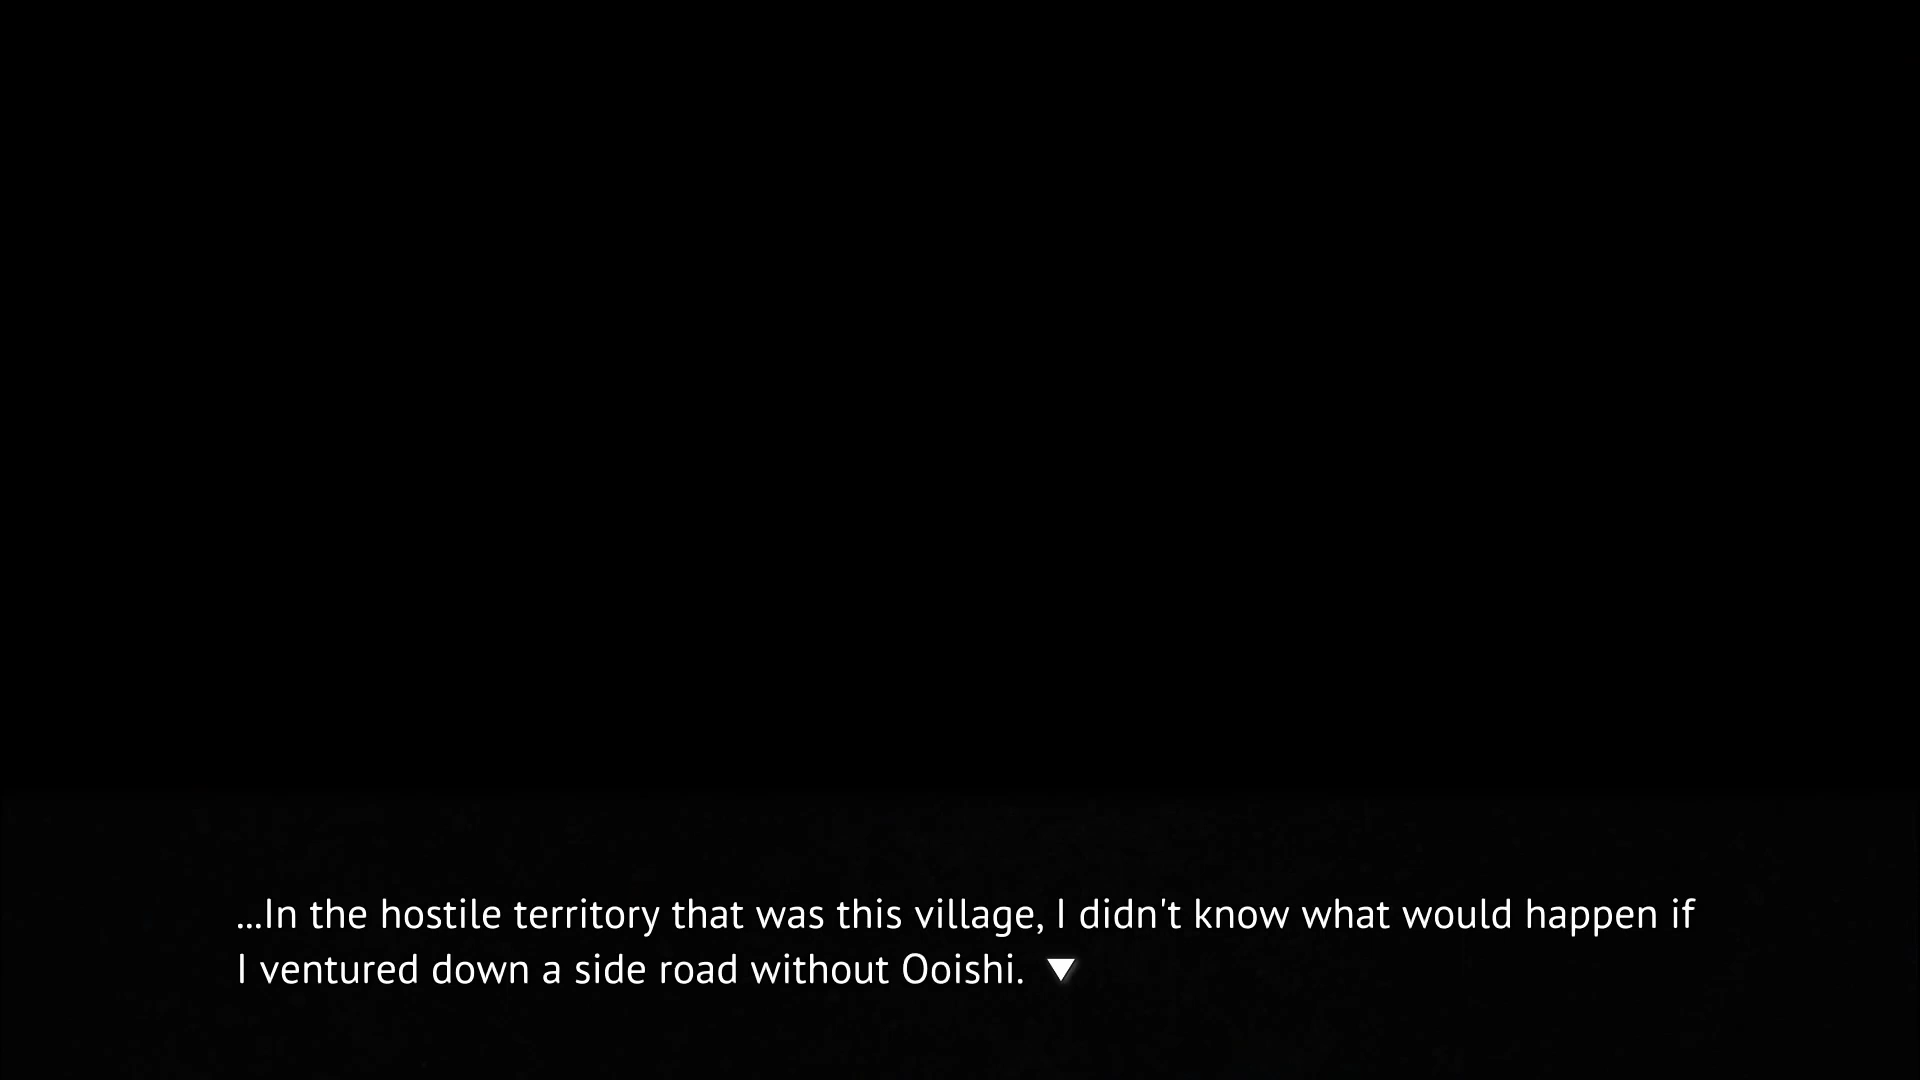 ...In the hostile territory that was this village, I didn't know what would happen if
I ventured down a side road without Ooishi.